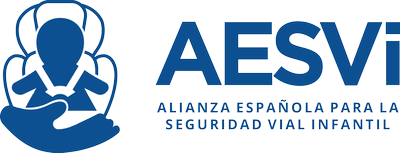 AESVi
ALIANZA ESPAÑOLA PARA LA
SEGURIDAD VIAL INFANTIL